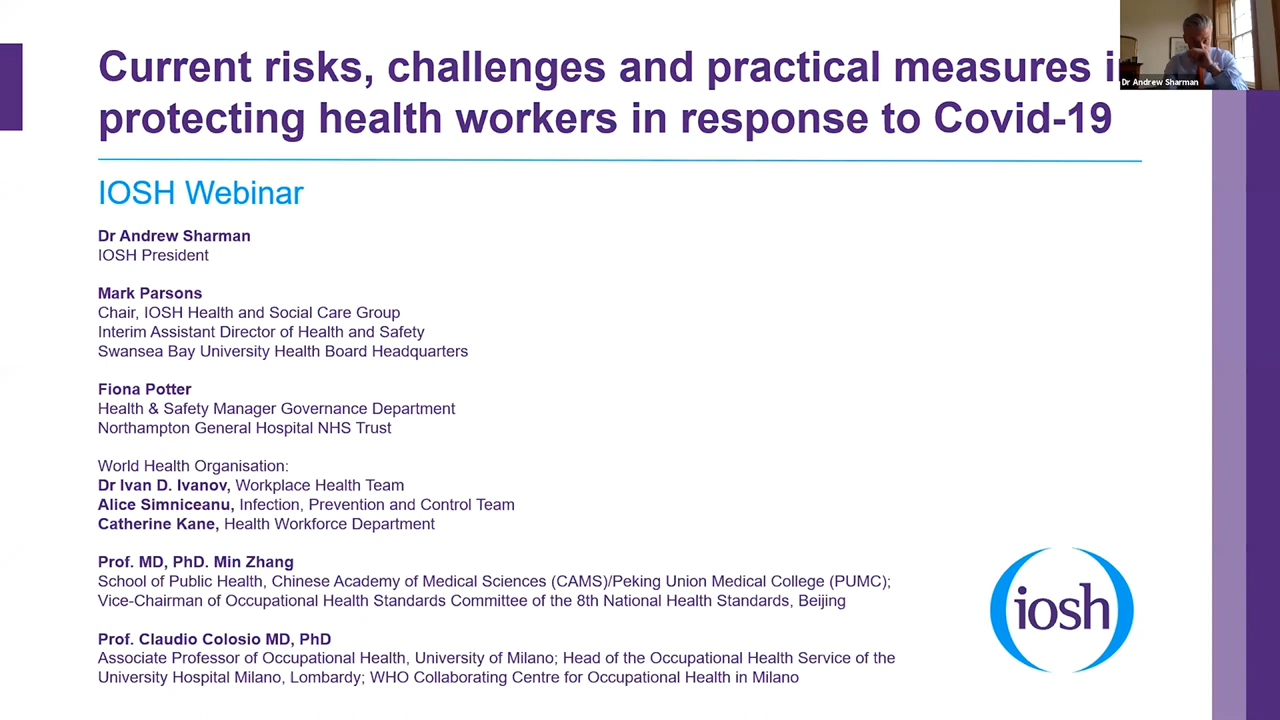 Current risks, challenges and practical measures in
protecting health workers in response to Covid-19
IOSH Webinar
Dr Andrew Sharman
IOSH President
Mark Parsons
Chair, IOSH Health and Social Care Group
Interim Assistant Director of Health and Safety
Swansea Bay University Health Board Headquarters
Fiona Potter
Health & Safety Manager Governance Department
Northampton General Hospital NHS Trust
World Health Organisation:
Dr Ivan D. Ivanov, Workplace Health Team
Alice Simniceanu, Infection, Prevention and Control Team
Catherine Kane, Health Workforce Department
Prof. MD, PhD. Min Zhang
School of Public Health, Chinese Academy of Medical Sciences (CAMS)/Peking Union Medical College (PUMC);
Vice-Chairman of Occupational Health Standards Committee of the 8th National Health Standards, Beijing
Prof. Claudio Colosio MD, PhD
Associate Professor of Occupational Health, University of Milano; Head of the Occupational Health Service of the
University Hospital Milano, Lombardy; WHO Collaborating Centre for Occupational Health in Milano
iosh
Dr Andrew Sharman